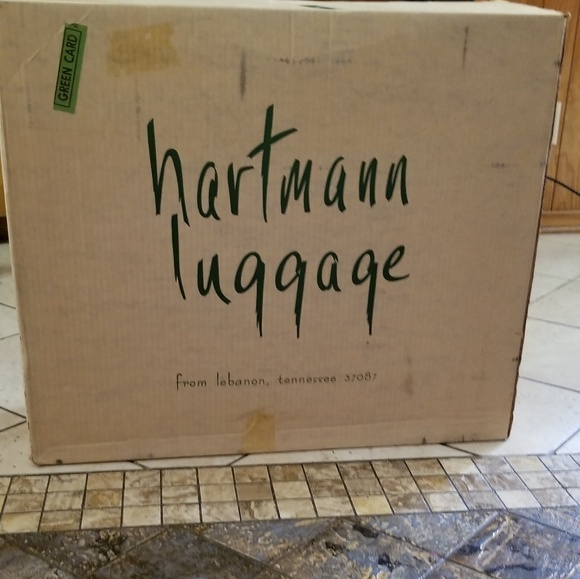 GREEN CARD
hartmann
luggage
from lebanon, tennessee 37087